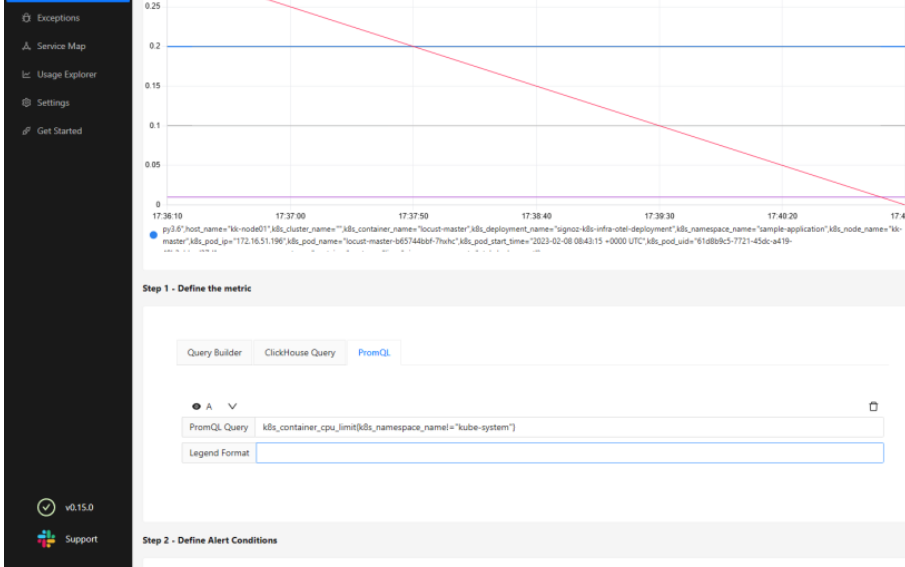 Exceptions
Service Map
Usage Explorer
Settings
Get Started
v0.15.0
Support
0.25
0.2
0.15
0.1
0.05
0
17:36:10 17:37:00 17:37:50 17:38:40 17:39:30 17:40:20 17:4
py3.6",host_name="kk-node01",k8s_cluster_name="",k8s_container_name="locust-master",k8s_deployment_name="signoz-k8s-infra-otel-deployment",k8s_namespace_name="sample-application",k8s_node_name="kk-
master",k8s_pod_ip="172.16.51.196",k8s_pod_name="locust-master-b65744bbf-7hxhc",k8s_pod_start_time="2023-02-08 08:43:15 +0000 UTC",k8s_pod_uid="61d8b9c5-7721-45dc-a419-
Step 1 - Define the metric
Query Builder ClickHouse Query PromQL
A
PromQL Query k8s_container_cpu_limit{k8s_namespace_name!="kube-system"}
Legend Format
Step 2 - Define Alert Conditions